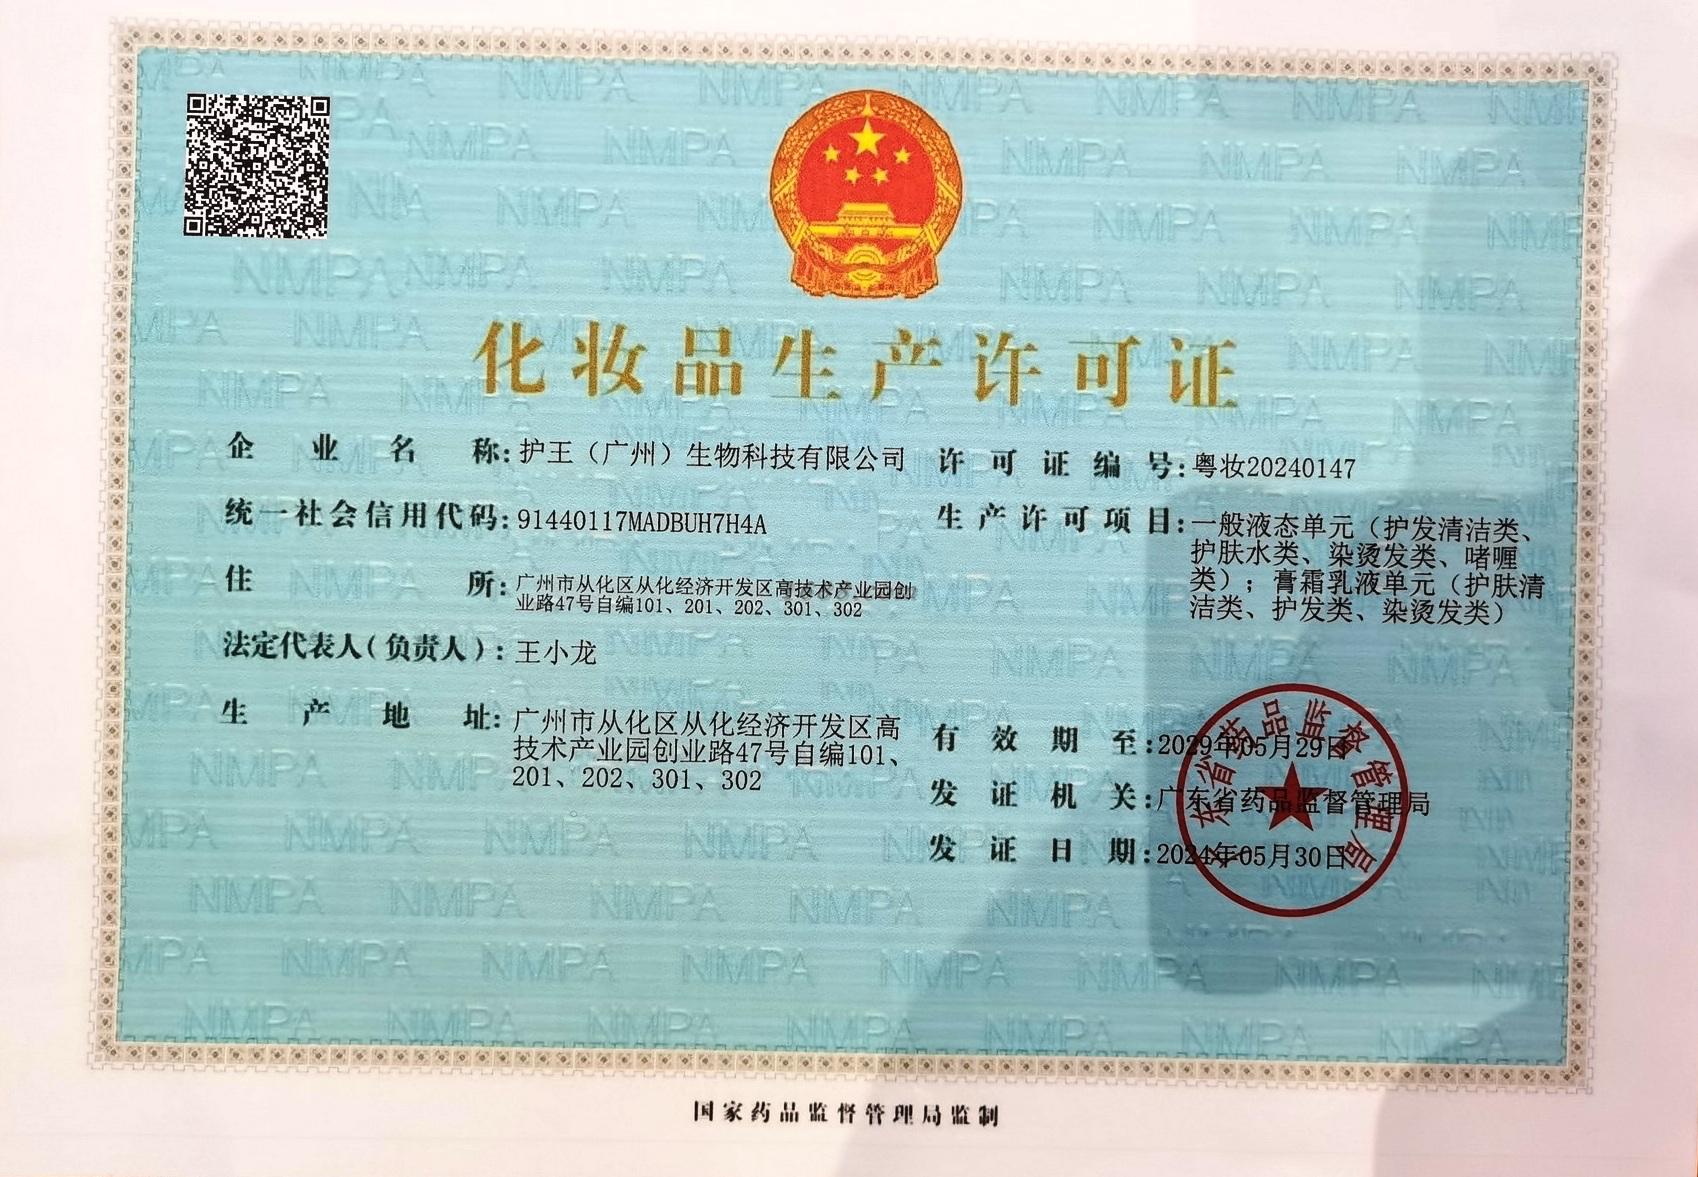 化妆品生产许可证
企业名称:护王（广州）生物科技有限公司
统一社会信用代码:91440117MADBUH7H4A
住所:广州市从化区从化经济开发区高技术产业园创
业路47号自编101、201、202、301、302
法定代表人(负责人):王小龙
生产地址:广州市从化区从化经济开发区高
技术产业园创业路47号自编101、
201、202、301、302
许可证编号:粤妆20240147
生产许可项目:一般液态单元（护发清洁类、
护肤水类、染烫发类、啫喱
类）；膏霜乳液单元（护肤清
洁类、护发类、染烫发类）
有效期至:2029年05月29日
发证机关:广东省药品监督管理局
发证日期:2024年05月30日
广东省药品监督管理局
国家药品监督管理局监制
NMPA